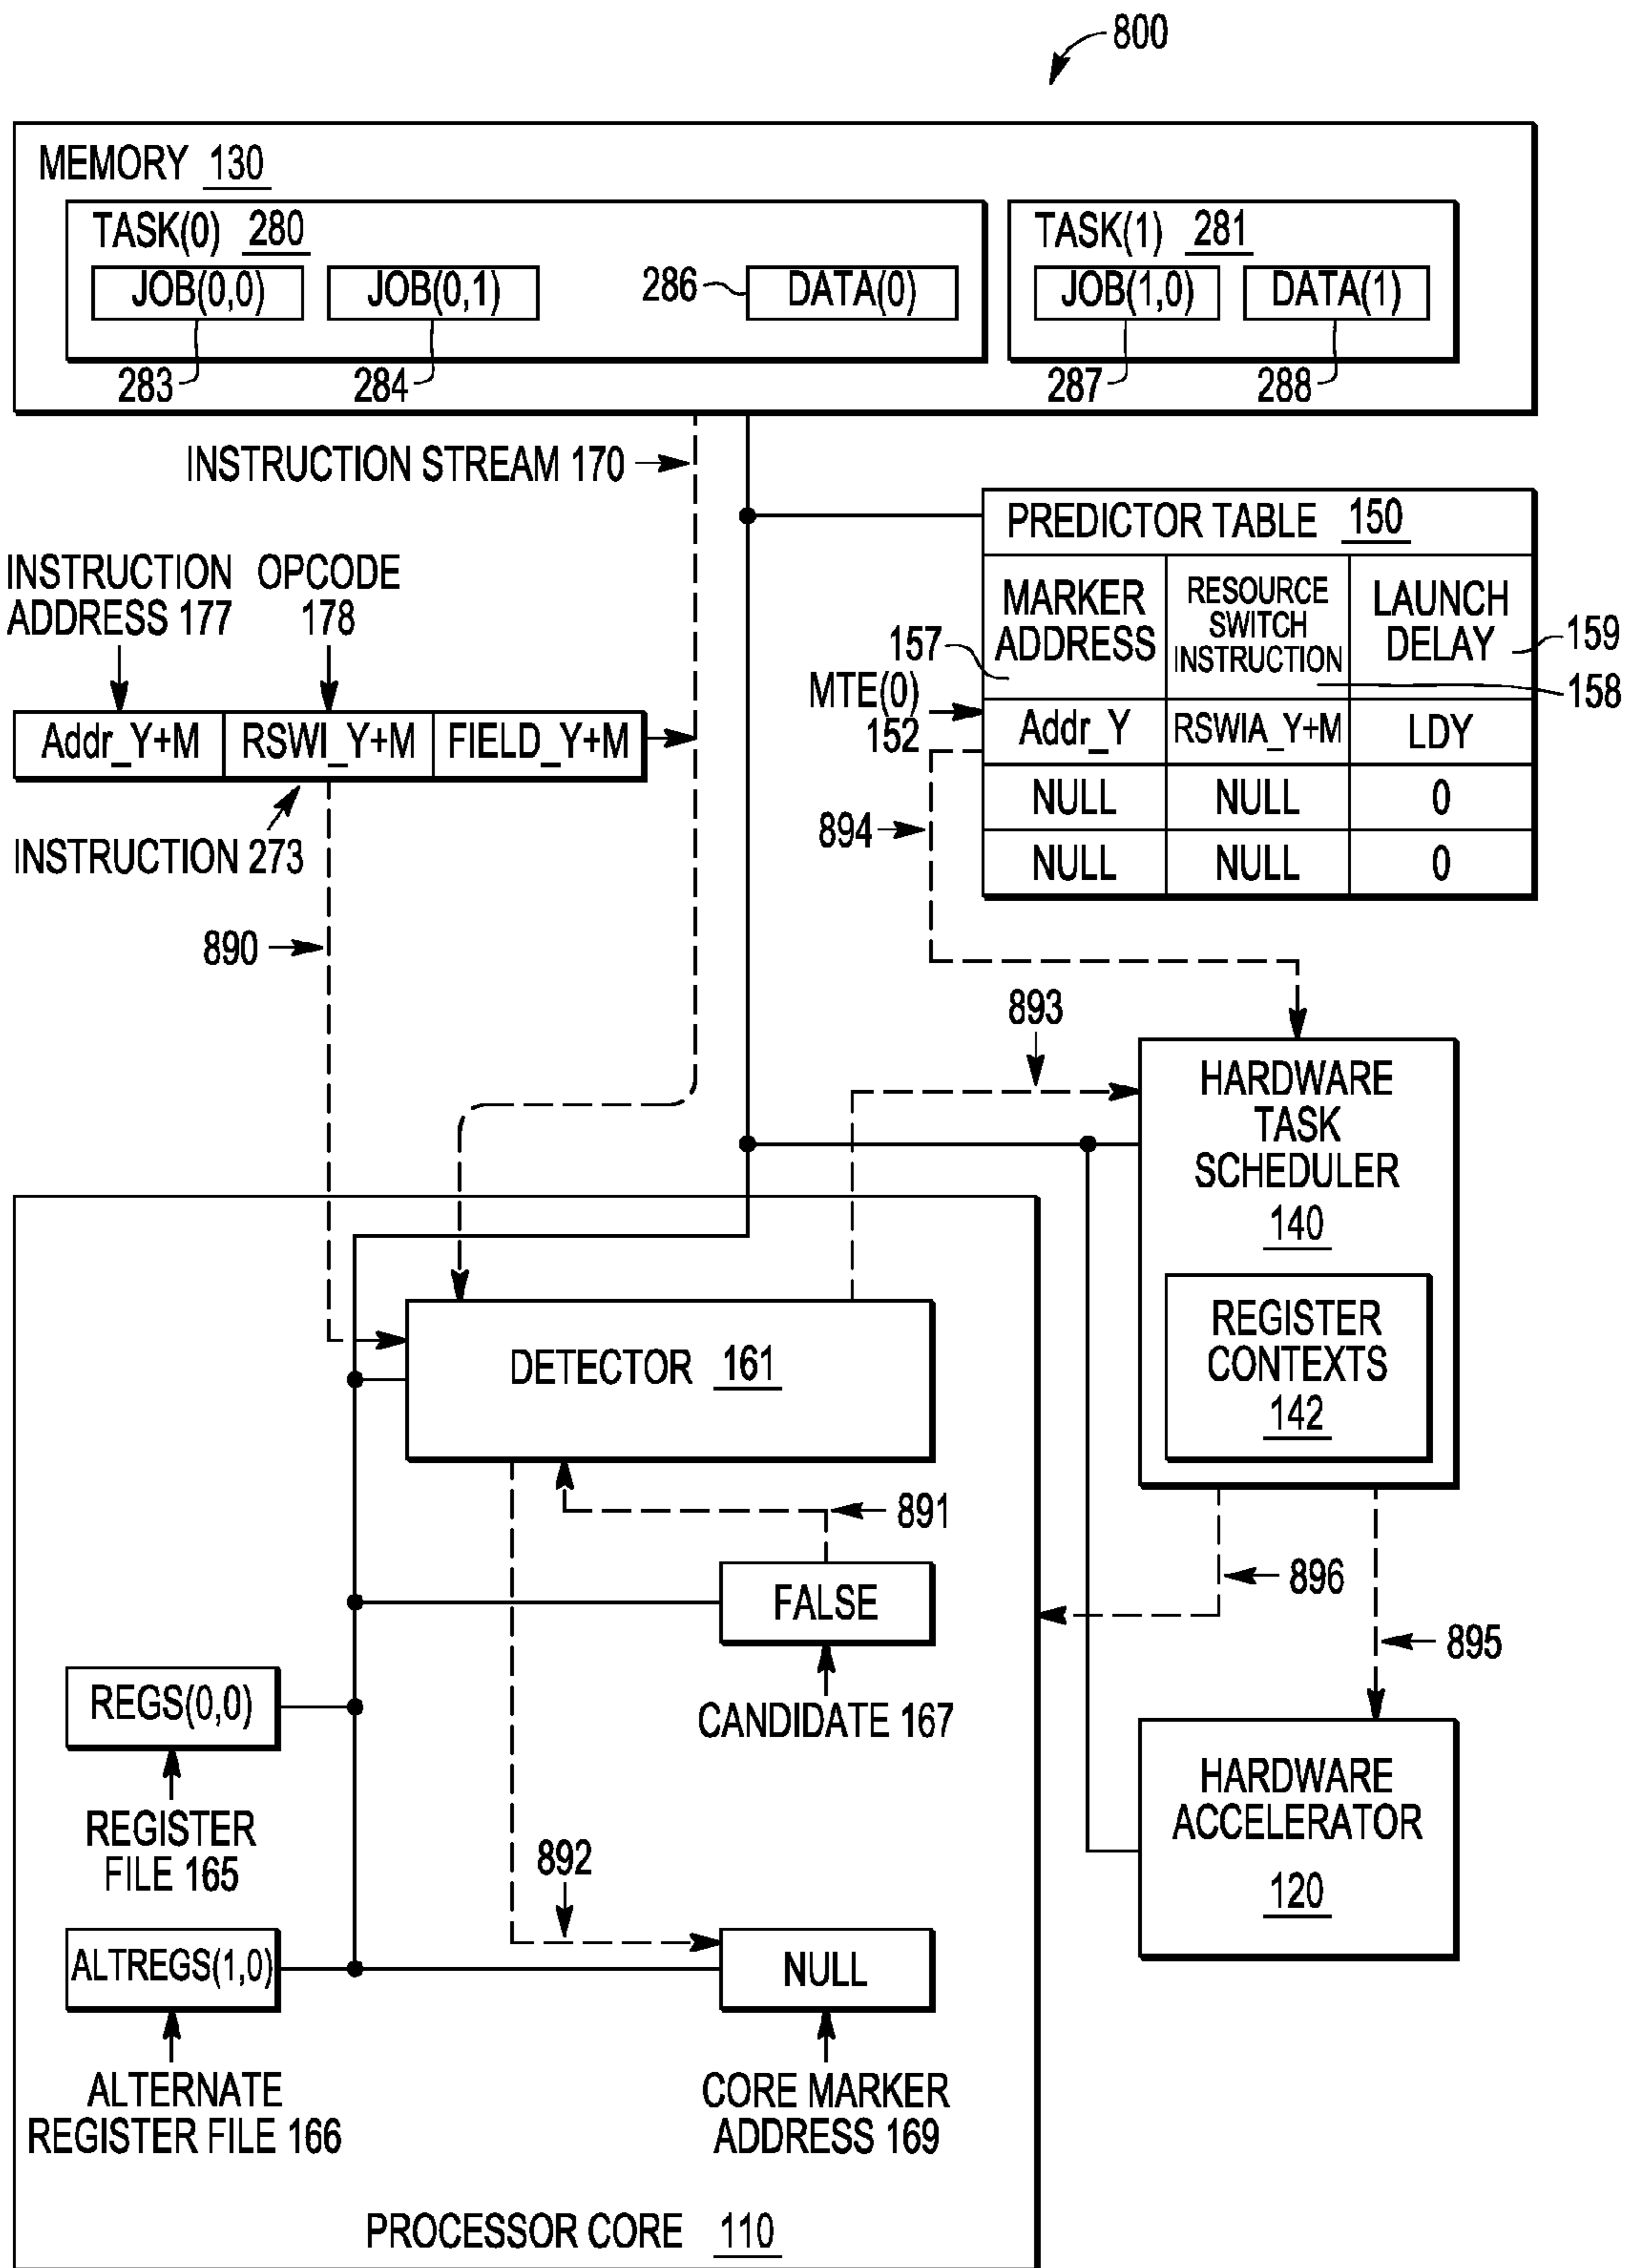 800
MEMORY 130
TASK(0) 280
JOB(0,0)
JOB(0,1)
286
DATA(0)
283
284
TASK(1) 281
JOB(1,0)
DATA(1)
287
288
INSTRUCTION STREAM 170
INSTRUCTION
ADDRESS 177
OPCODE
178
Addr_Y+M
RSWI_Y+M
FIELD_Y+M
INSTRUCTION 273
PREDICTOR TABLE 150
MARKER
ADDRESS
RESOURCE
SWITCH
INSTRUCTION
LAUNCH
DELAY
157
159
158
MTE(0)
152
Addr_Y
RSWIA_Y+M
LDY
NULL
NULL
0
NULL
NULL
0
894
890
893
HARDWARE
TASK
SCHEDULER
140
REGISTER
CONTEXTS
142
DETECTOR 161
891
FALSE
CANDIDATE 167
896
895
REGS(0,0)
REGISTER
FILE 165
892
HARDWARE
ACCELERATOR
120
ALTREGS(1,0)
NULL
ALTERNATE
REGISTER FILE 166
CORE MARKER
ADDRESS 169
PROCESSOR CORE 110